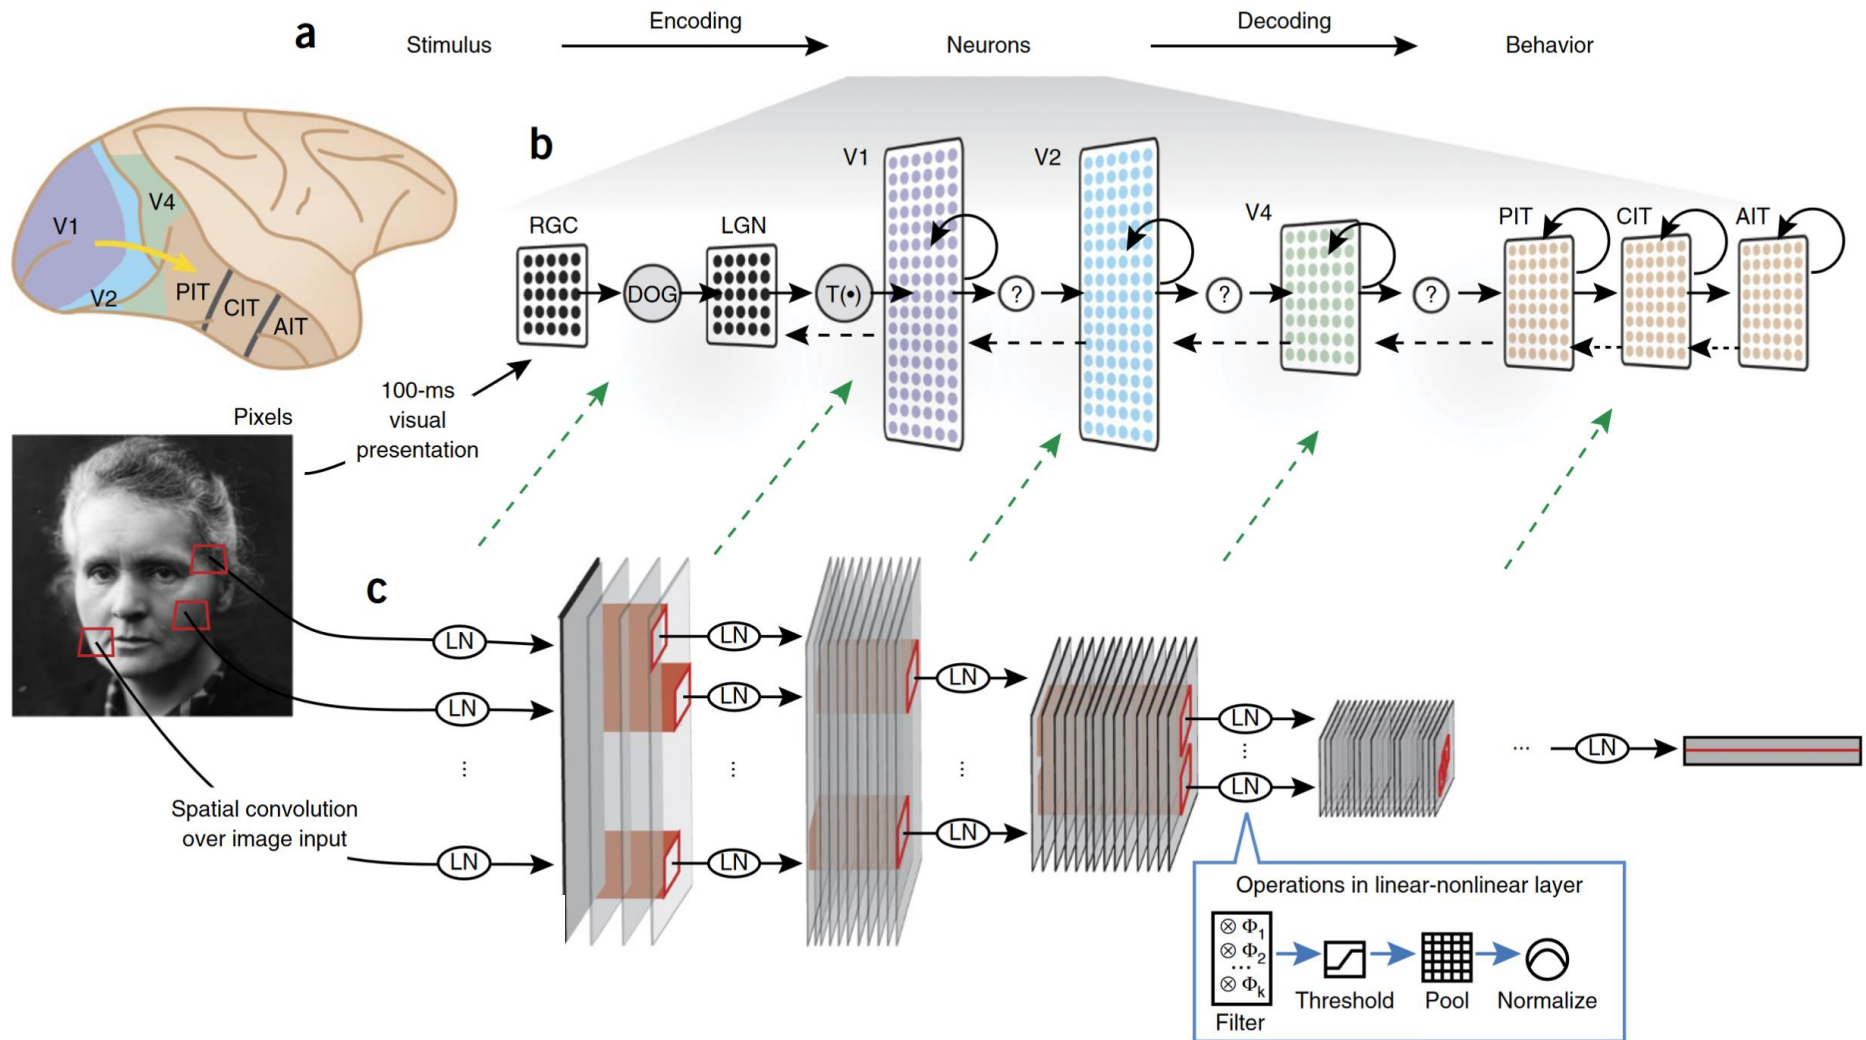 a
Stimulus
Encoding
Neurons
Decoding
Behavior
V1
V2
V4
PIT
CIT
AIT
b
RGC
DOG
LGN
T(•)
V1
?
V2
?
V4
?
PIT
CIT
AIT
100-ms
visual
presentation
Pixels
c
LN
LN
⋮
LN
Spatial convolution
over image input
LN
LN
⋮
LN
LN
⋮
LN
LN
⋮
LN
...
LN
Operations in linear-nonlinear layer
⊗ Φ1
⊗ Φ2
...
⊗ Φk
Filter
Threshold
Pool
Normalize